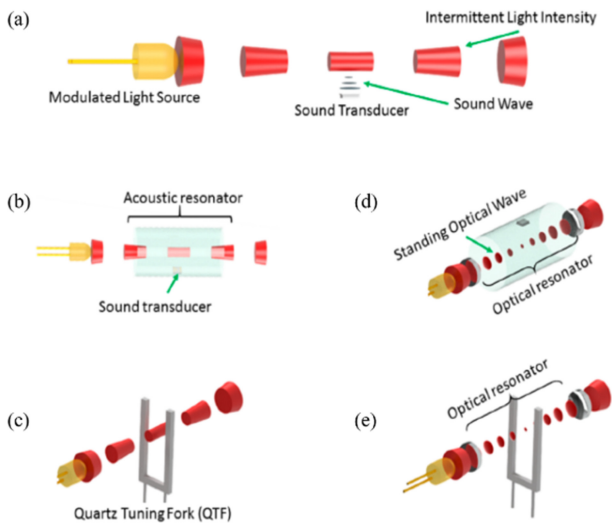 (a)
Intermittent Light Intensity
Modulated Light Source
Sound Transducer
Sound Wave
(b)
Acoustic resonator
Sound transducer
(d)
Standing Optical Wave
Optical resonator
(c)
Quartz Tuning Fork (QTF)
(e)
Optical resonator